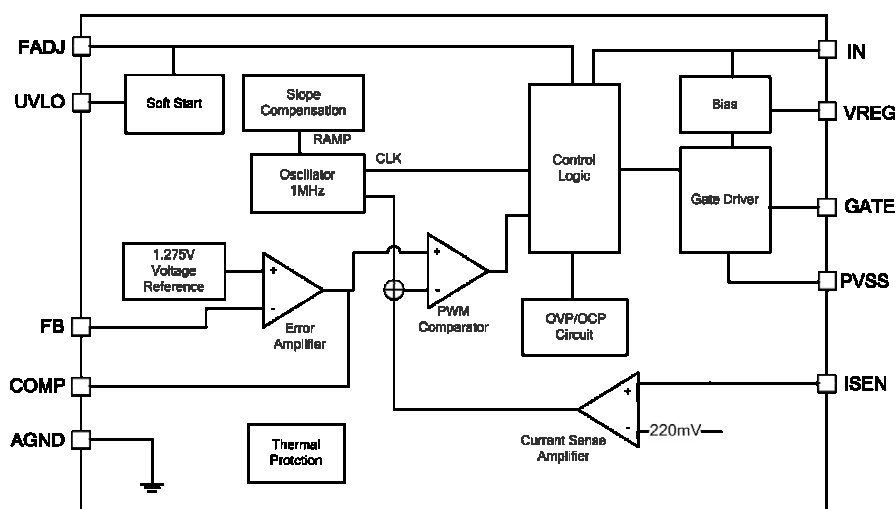 FADJ
IN
UVLO
Soft Start
Slope
Compensation
RAMP
Bias
VREG
Oscillator
1MHz
CLK
Control
Logic
Gate Driver
GATE
1.275V
Voltage
Reference
+
-
Error
Amplifier
+
-
PWM
Comparator
PVSS
FB
OVP/OCP
Circuit
COMP
ISEN
+
-
220mV
Current Sense
Amplifier
AGND
Thermal
Protction